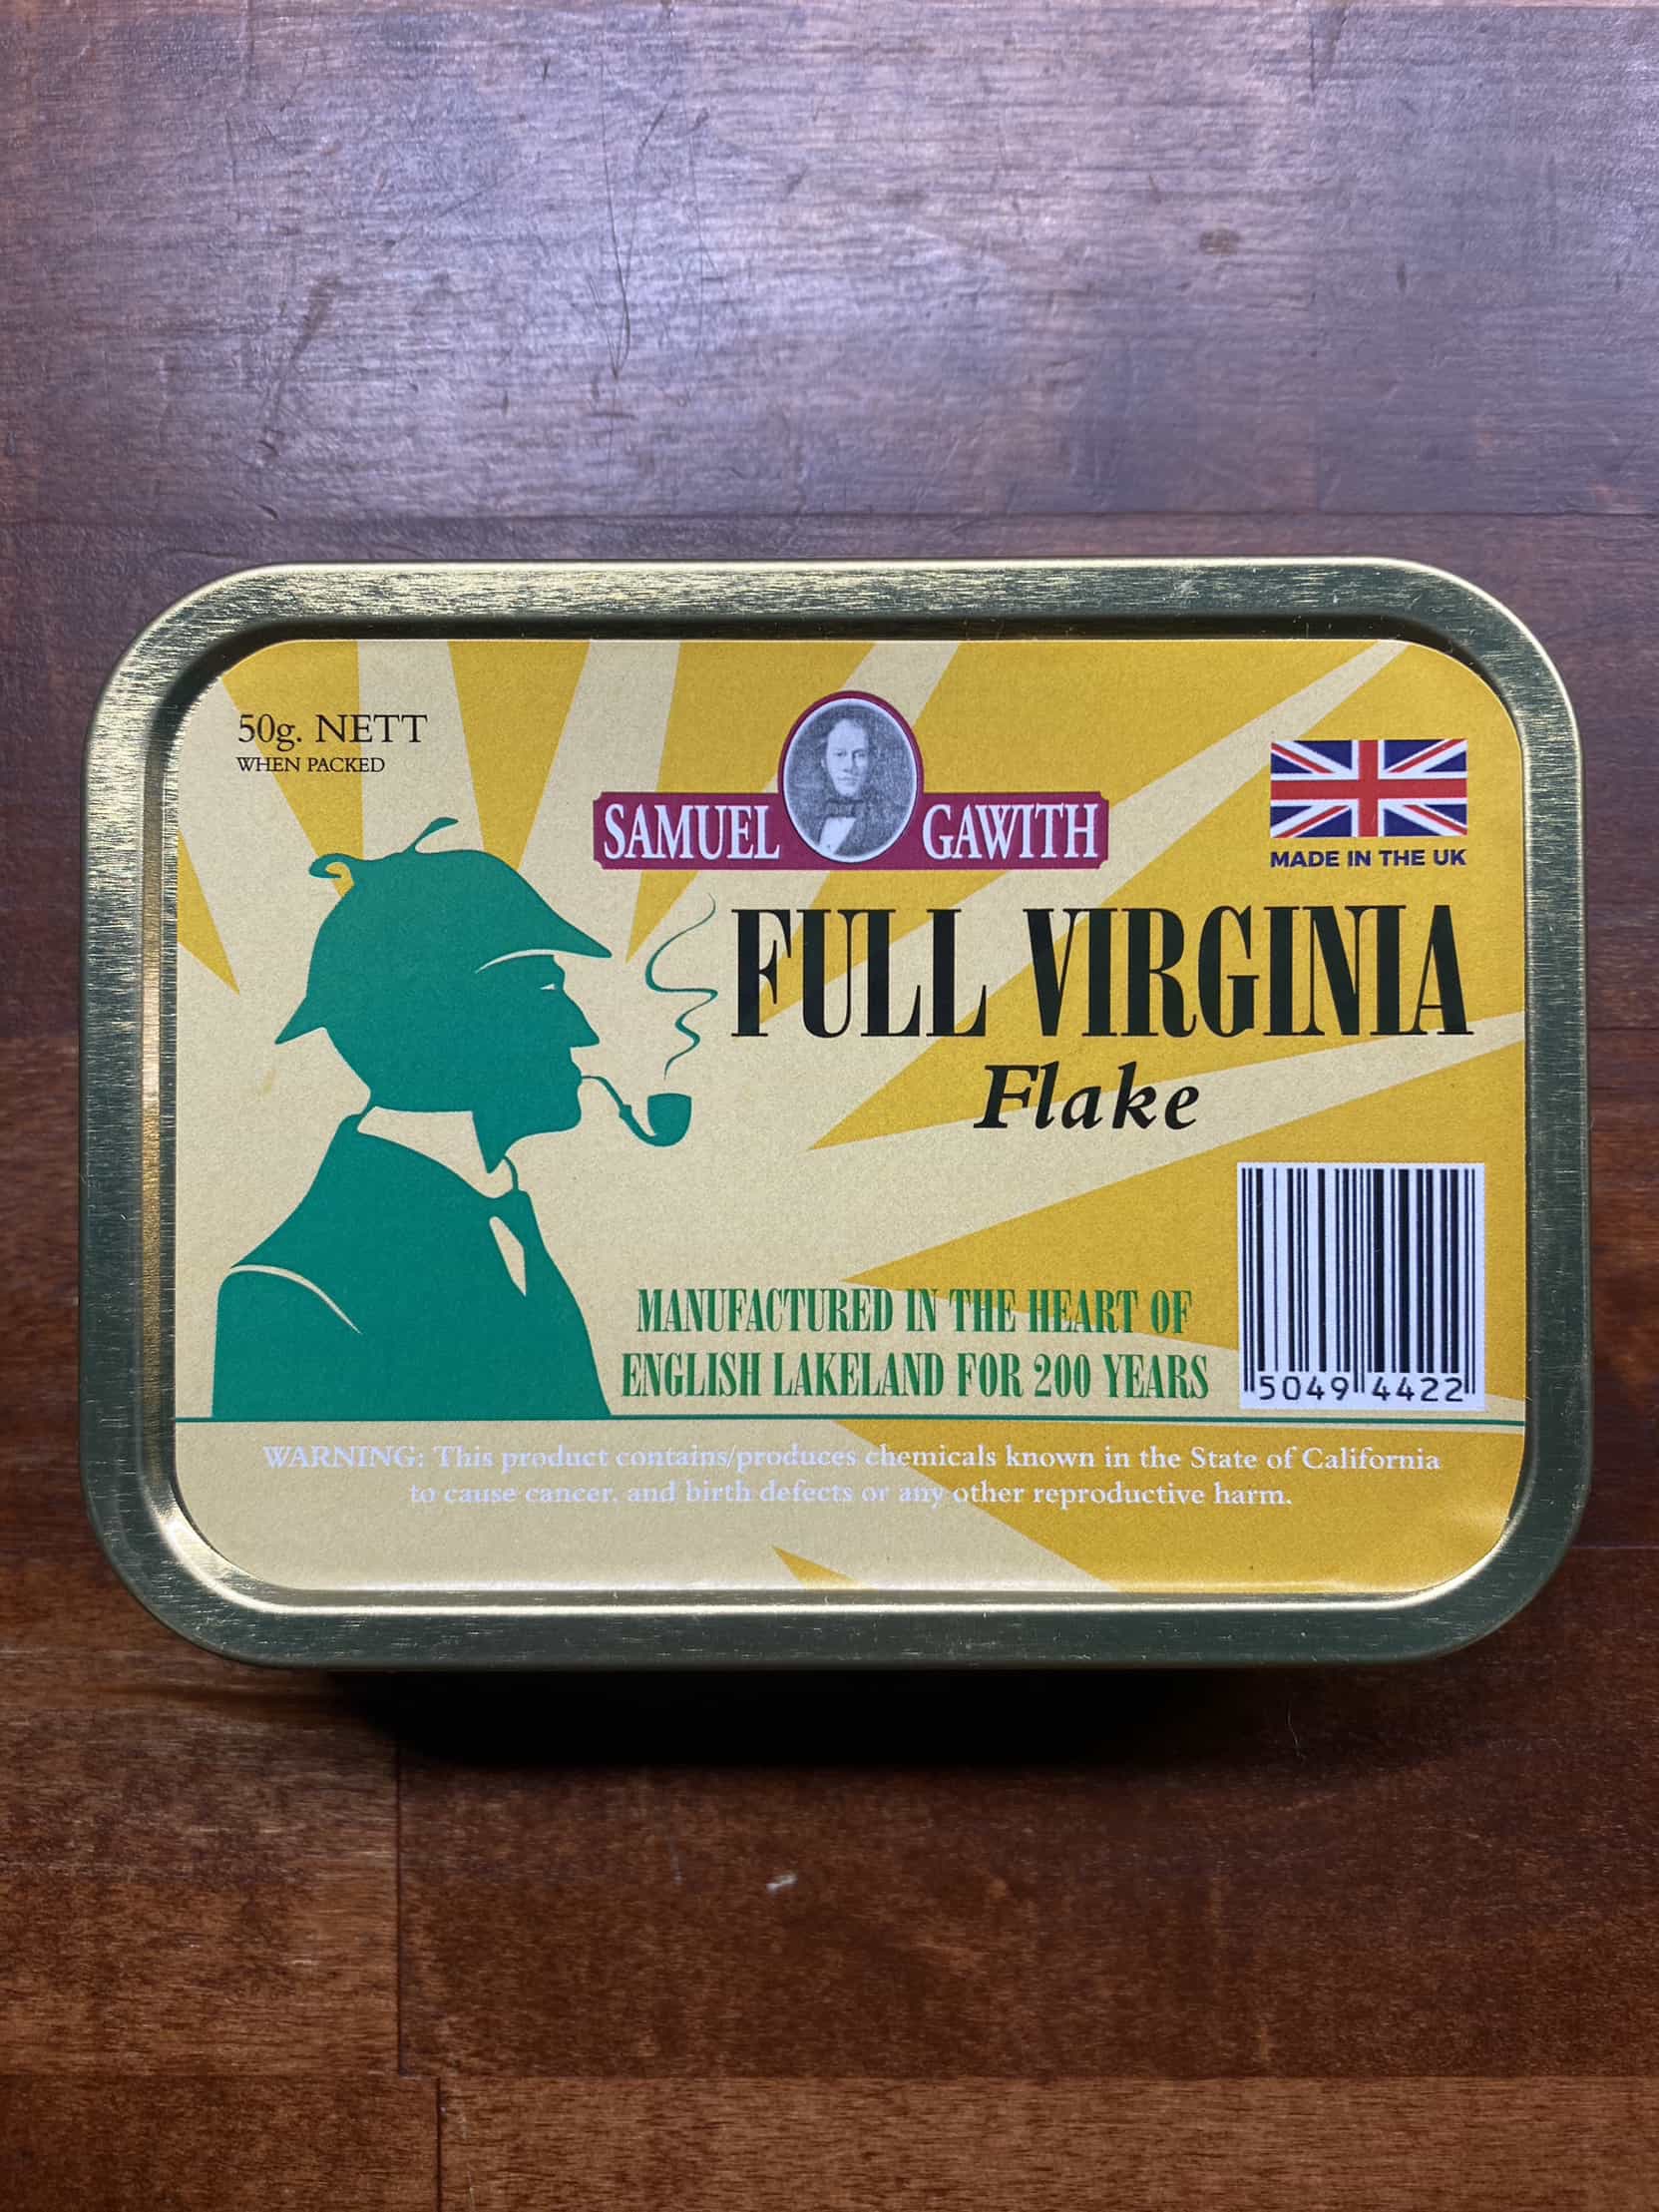 50g. NETT
WHEN PACKED
SAMUEL GAWITH
MADE IN THE UK
FULL VIRGINIA
Flake
MANUFACTURED IN THE HEART OF
ENGLISH LAKELAND FOR 200 YEARS
5049 4422
WARNING: This product contains/produces chemicals known in the State of California
to cause cancer. and birth defects or any other reproductive harm.